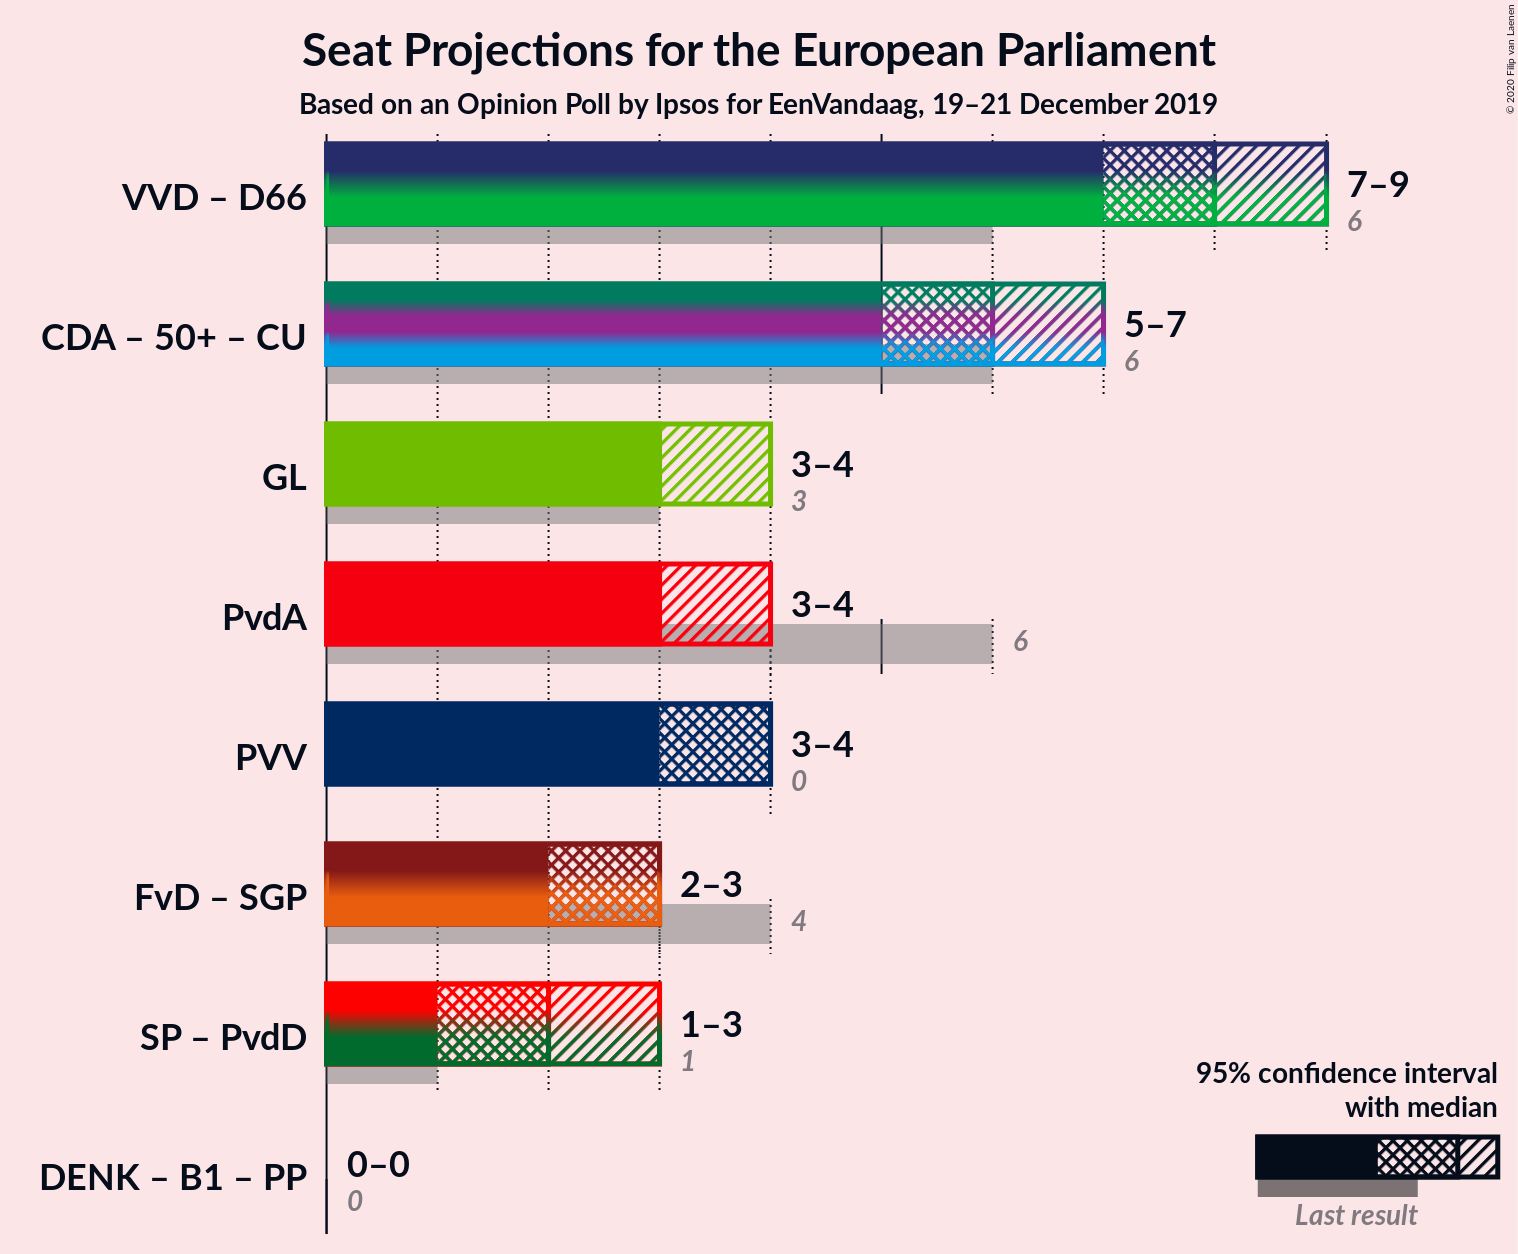 Seat Projections for the European Parliament
Based on an Opinion Poll by Ipsos for EenVandaag, 19–21 December 2019
© 2020 Filip van Laenen
VVD – D66
7–9
6
CDA – 50+ – CU
5–7
6
GL
3–4
3
PvdA
3–4
6
PVV
3–4
0
FvD – SGP
2–3
4
SP – PvdD
1–3
1
DENK – B1 – PP
0–0
0
95% confidence interval
with median
Last result